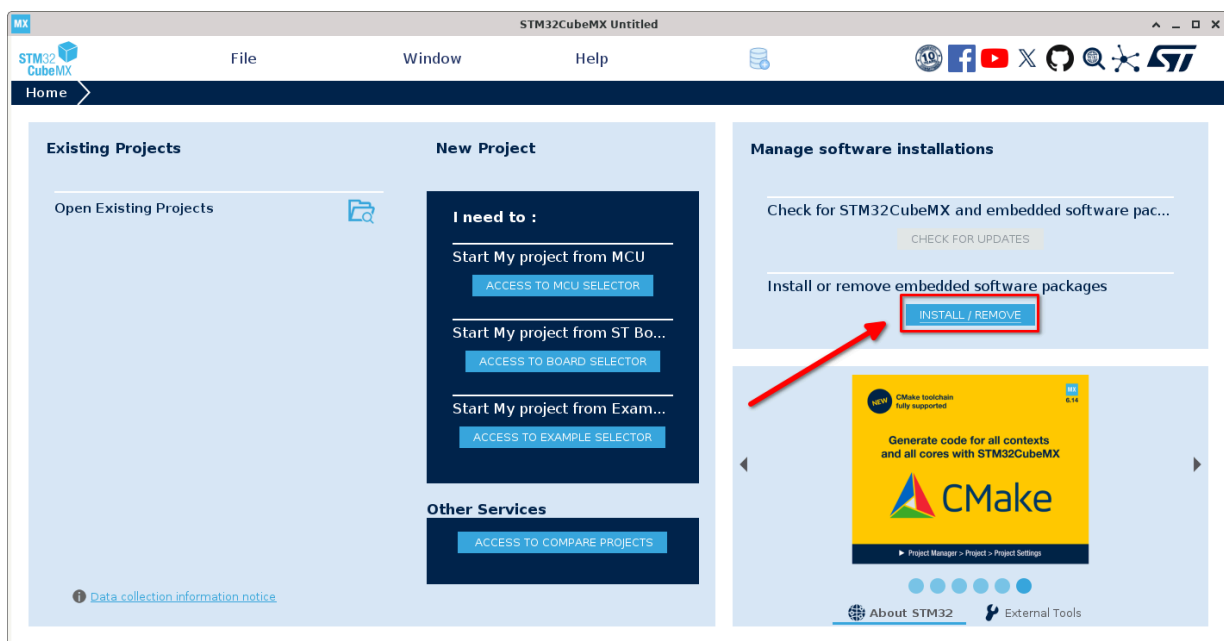 MX
STM32CubeMX Untitled
STM32
CubeMX
File
Window
Help
10
ST
Home
Existing Projects
Open Existing Projects
Data collection information notice
New Project
I need to :
Start My project from MCU
ACCESS TO MCU SELECTOR
Start My project from ST Bo...
ACCESS TO BOARD SELECTOR
Start My project from Exam...
ACCESS TO EXAMPLE SELECTOR
Other Services
ACCESS TO COMPARE PROJECTS
Manage software installations
Check for STM32CubeMX and embedded software pac...
CHECK FOR UPDATES
Install or remove embedded software packages
INSTALL / REMOVE
NEW
CMake toolchain
fully supported
MX
6.14
Generate code for all contexts
and all cores with STM32CubeMX
CMake
Project Manager > Project > Project Settings
About STM32
External Tools